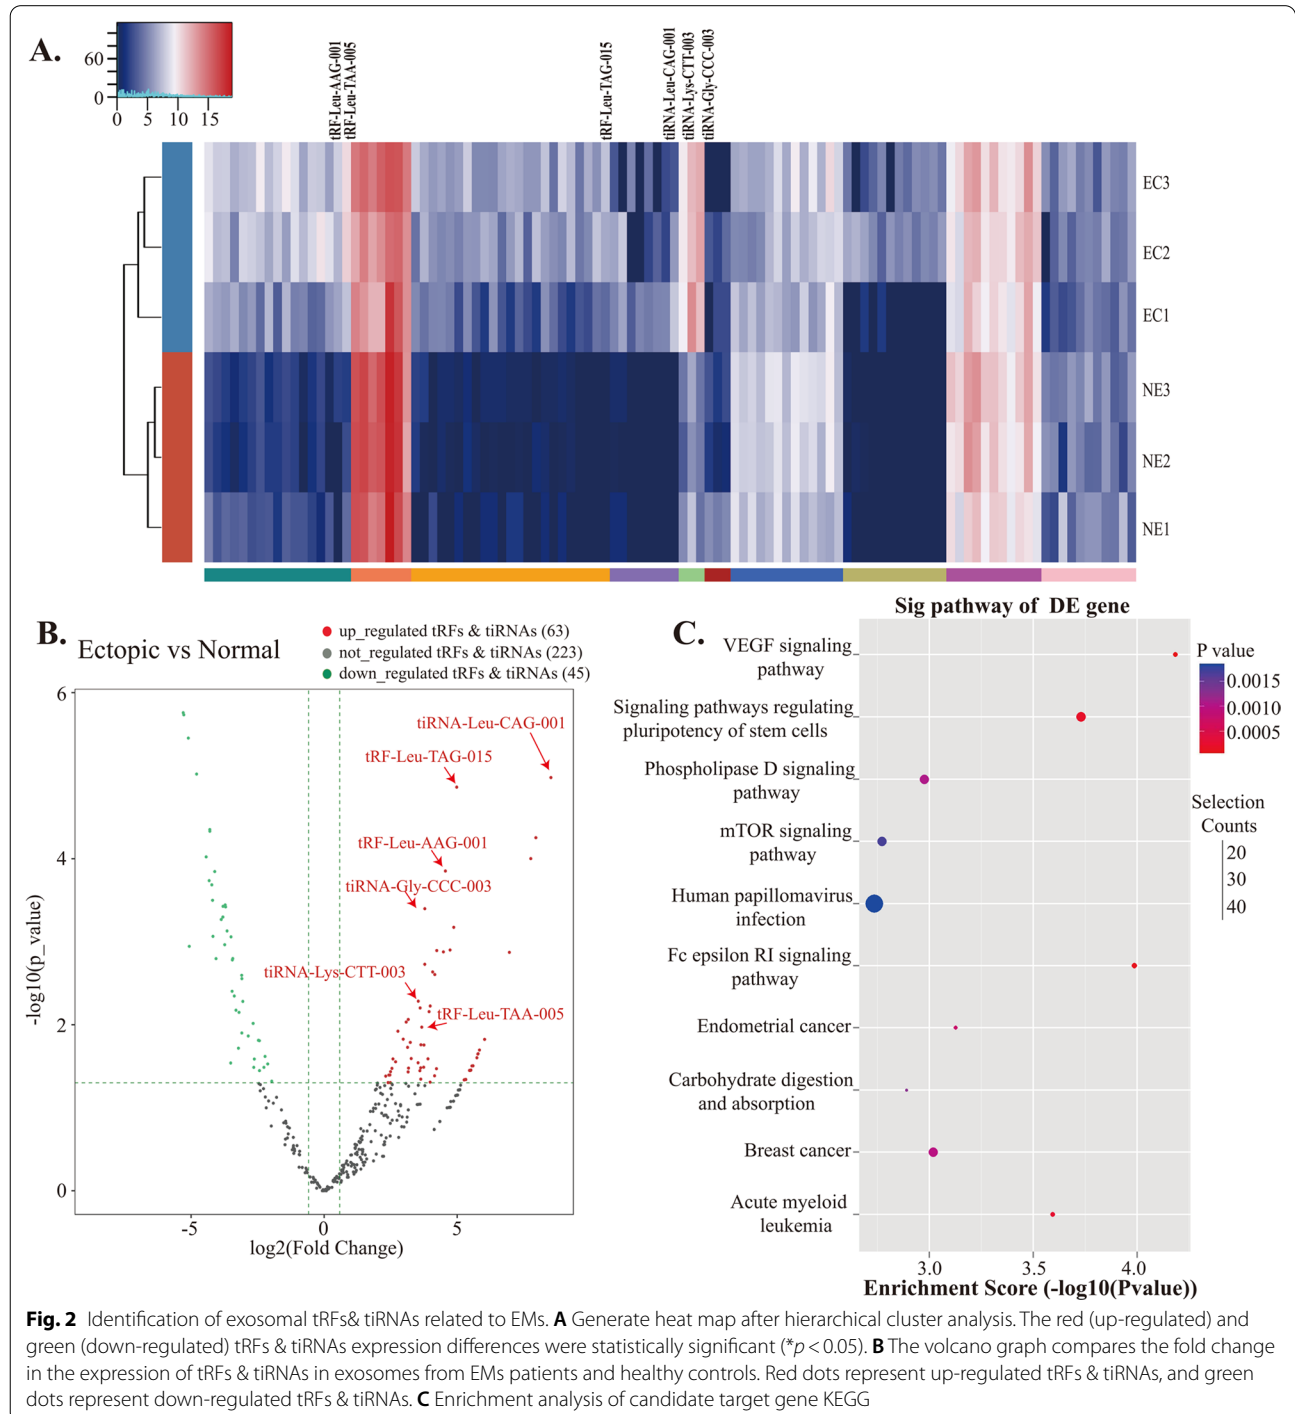 A.
60
0
0 5 10 15
tRF-Leu-AAG-001
tRF-Leu-TAA-005
tRF-Leu-TAG-015
tiRNA-Leu-CAG-001
tiRNA-Lys-CTT-003
tiRNA-Gly-CCC-003
EC3
EC2
EC1
NE3
NE2
NE1
B.
Ectopic vs Normal
up_regulated tRFs & tiRNAs (63)
not_regulated tRFs & tiRNAs (223)
down_regulated tRFs & tiRNAs (45)
6
4
2
0
-log10(p_value)
tiRNA-Leu-CAG-001
tRF-Leu-TAG-015
tRF-Leu-AAG-001
tiRNA-Gly-CCC-003
tiRNA-Lys-CTT-003
tRF-Leu-TAA-005
-5 0 5
log2(Fold Change)
C.
Sig pathway of DE gene
VEGF signaling
pathway
Signaling pathways regulating
pluripotency of stem cells
Phospholipase D signaling
pathway
mTOR signaling
pathway
Human papillomavirus
infection
Fc epsilon RI signaling
pathway
Endometrial cancer
Carbohydrate digestion
and absorption
Breast cancer
Acute myeloid
leukemia
3.0 3.5 4.0
Enrichment Score (-log10(Pvalue))
P value
0.0015
0.0010
0.0005
Selection
Counts
20
30
40
Fig. 2 Identification of exosomal tRFs& tiRNAs related to EMs. A Generate heat map after hierarchical cluster analysis. The red (up-regulated) and
green (down-regulated) tRFs & tiRNAs expression differences were statistically significant (*p < 0.05). B The volcano graph compares the fold change
in the expression of tRFs & tiRNAs in exosomes from EMs patients and healthy controls. Red dots represent up-regulated tRFs & tiRNAs, and green
dots represent down-regulated tRFs & tiRNAs. C Enrichment analysis of candidate target gene KEGG